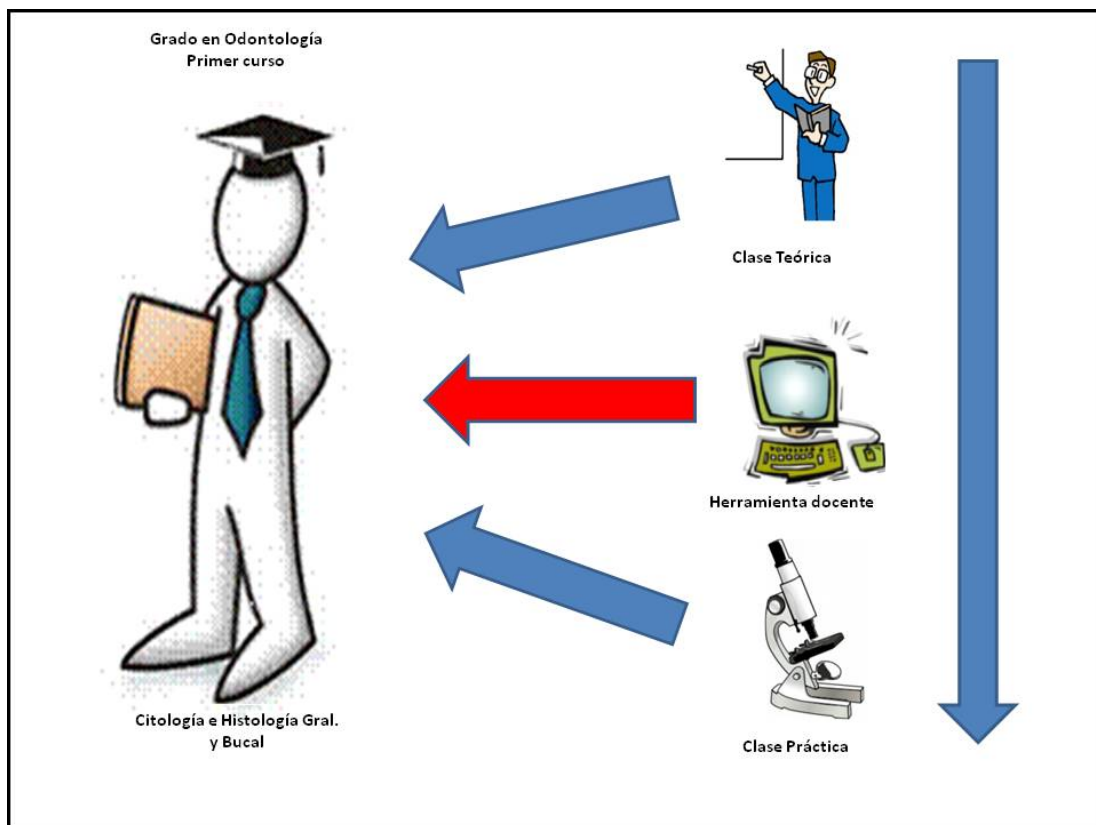 Grado en Odontología
Primer curso
Clase Teórica
Herramienta docente
Clase Práctica
Citología e Histología Gral.
y Bucal